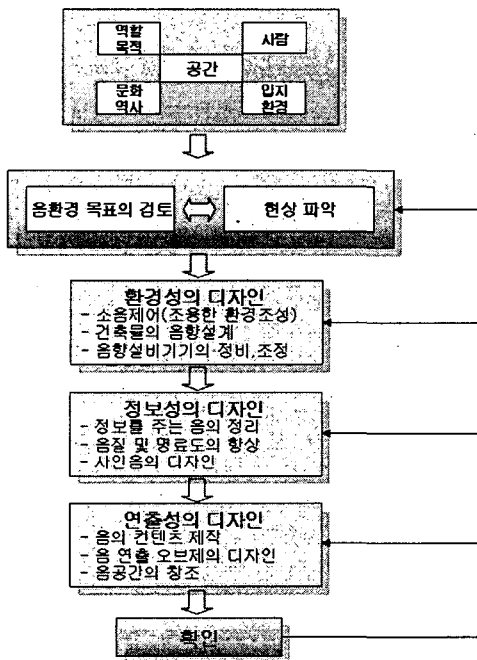 역할
목적
사람
공간
문화
역사
입지
환경
음환경 목표의 검토
현상 파악
환경성의 디자인
- 소음제어(조용한 환경조성)
- 건축물의 음향설계
- 음향설비기기의 정비,조정
정보성의 디자인
- 정보를 주는 음의 정리
- 음질 및 명료도의 향상
- 사인음의 디자인
연출성의 디자인
- 음의 컨텐츠 제작
- 음 연출 오브제의 디자인
- 음공간의 창조
확인